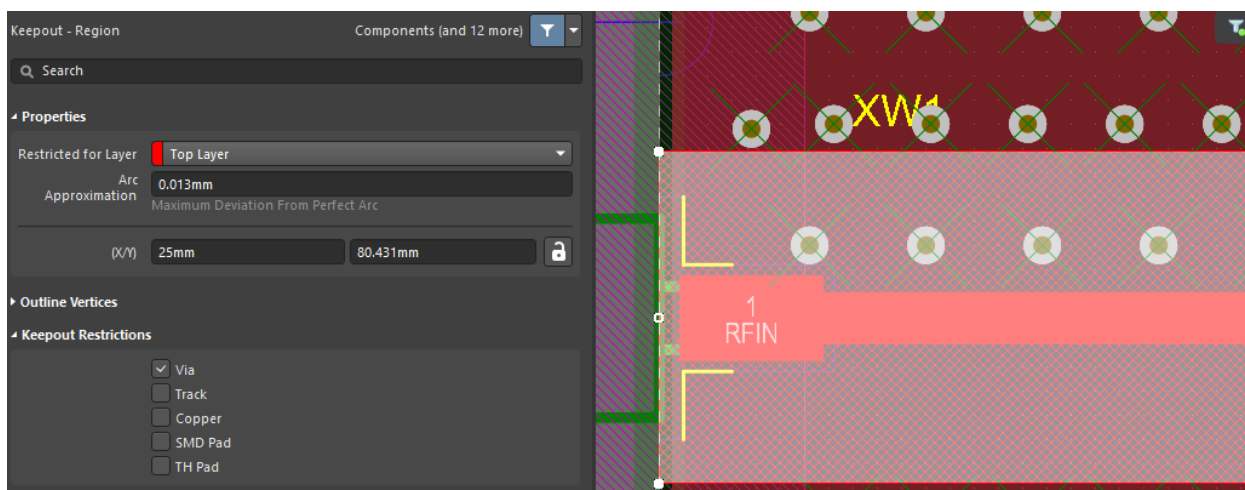 Keepout - Region
Components (and 12 more)
Search
Properties
Restricted for Layer
Top Layer
Arc
Approximation
0.013mm
Maximum Deviation From Perfect Arc
(X/Y)
25mm
80.431mm
Outline Vertices
Keepout Restrictions
Via
Track
Copper
SMD Pad
TH Pad
XW1
1
RFIN